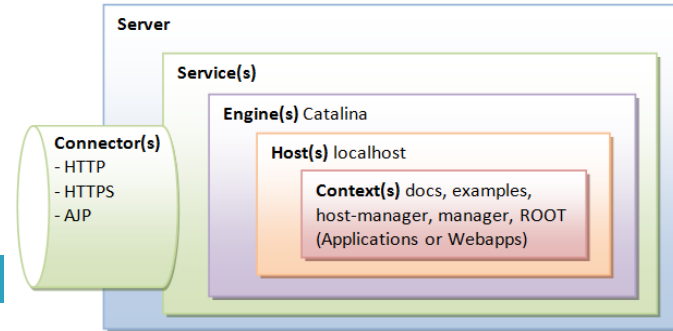 Server
Service(s)
Engine(s) Catalina
Connector(s)
- HTTP
- HTTPS
- AJP
Host(s) localhost
Context(s) docs, examples,
host-manager, manager, ROOT
(Applications or Webapps)